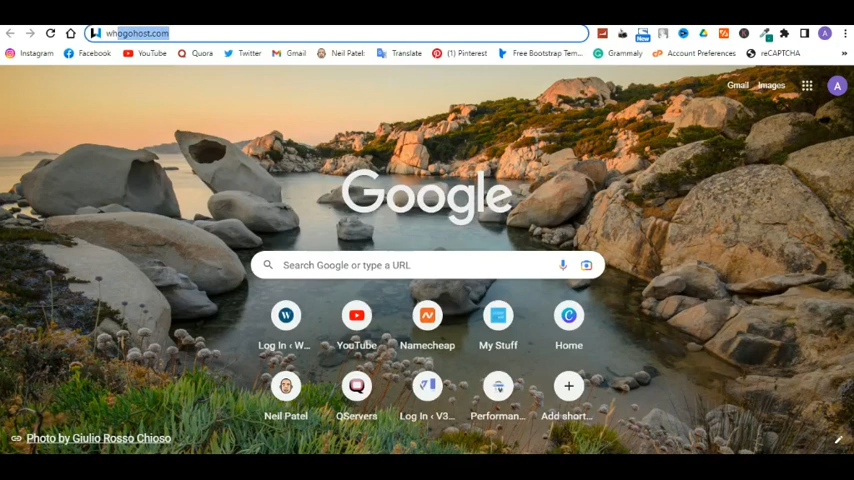 whogohost.com
Instagram Facebook YouTube Quora Twitter Gmail Neil Patel: Translate (1) Pinterest Free Bootstrap Tem... Grammaly Account Preferences reCAPTCHA »
New
A
Gmail Images A
Google
Search Google or type a URL
Log In ‹ W... YouTube Namecheap My Stuff Home
Neil Patel QServers Log In ‹ V3... Performan... Add short...
Photo by Giulio Rosso Chioso